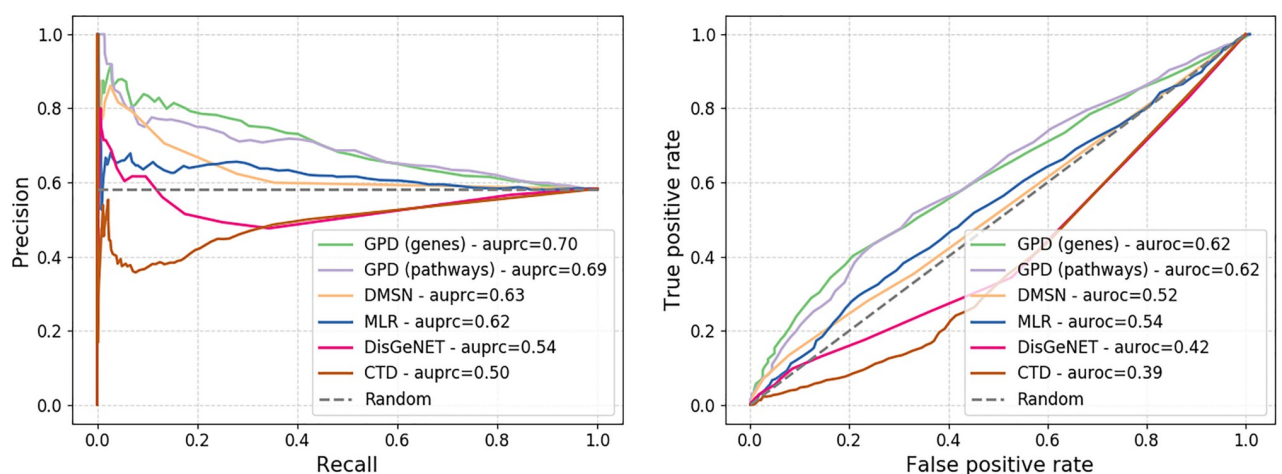 1.0
0.8
0.6
0.4
0.2
0.0
Precision
GPD (genes) - auprc=0.70
GPD (pathways) - auprc=0.69
DMSN - auprc=0.63
MLR - auprc=0.62
DisGeNET - auprc=0.54
CTD - auprc=0.50
Random
0.0 0.2 0.4 0.6 0.8 1.0
Recall
1.0
0.8
0.6
0.4
0.2
0.0
True positive rate
GPD (genes) - auroc=0.62
GPD (pathways) - auroc=0.62
DMSN - auroc=0.52
MLR - auroc=0.54
DisGeNET - auroc=0.42
CTD - auroc=0.39
Random
0.0 0.2 0.4 0.6 0.8 1.0
False positive rate